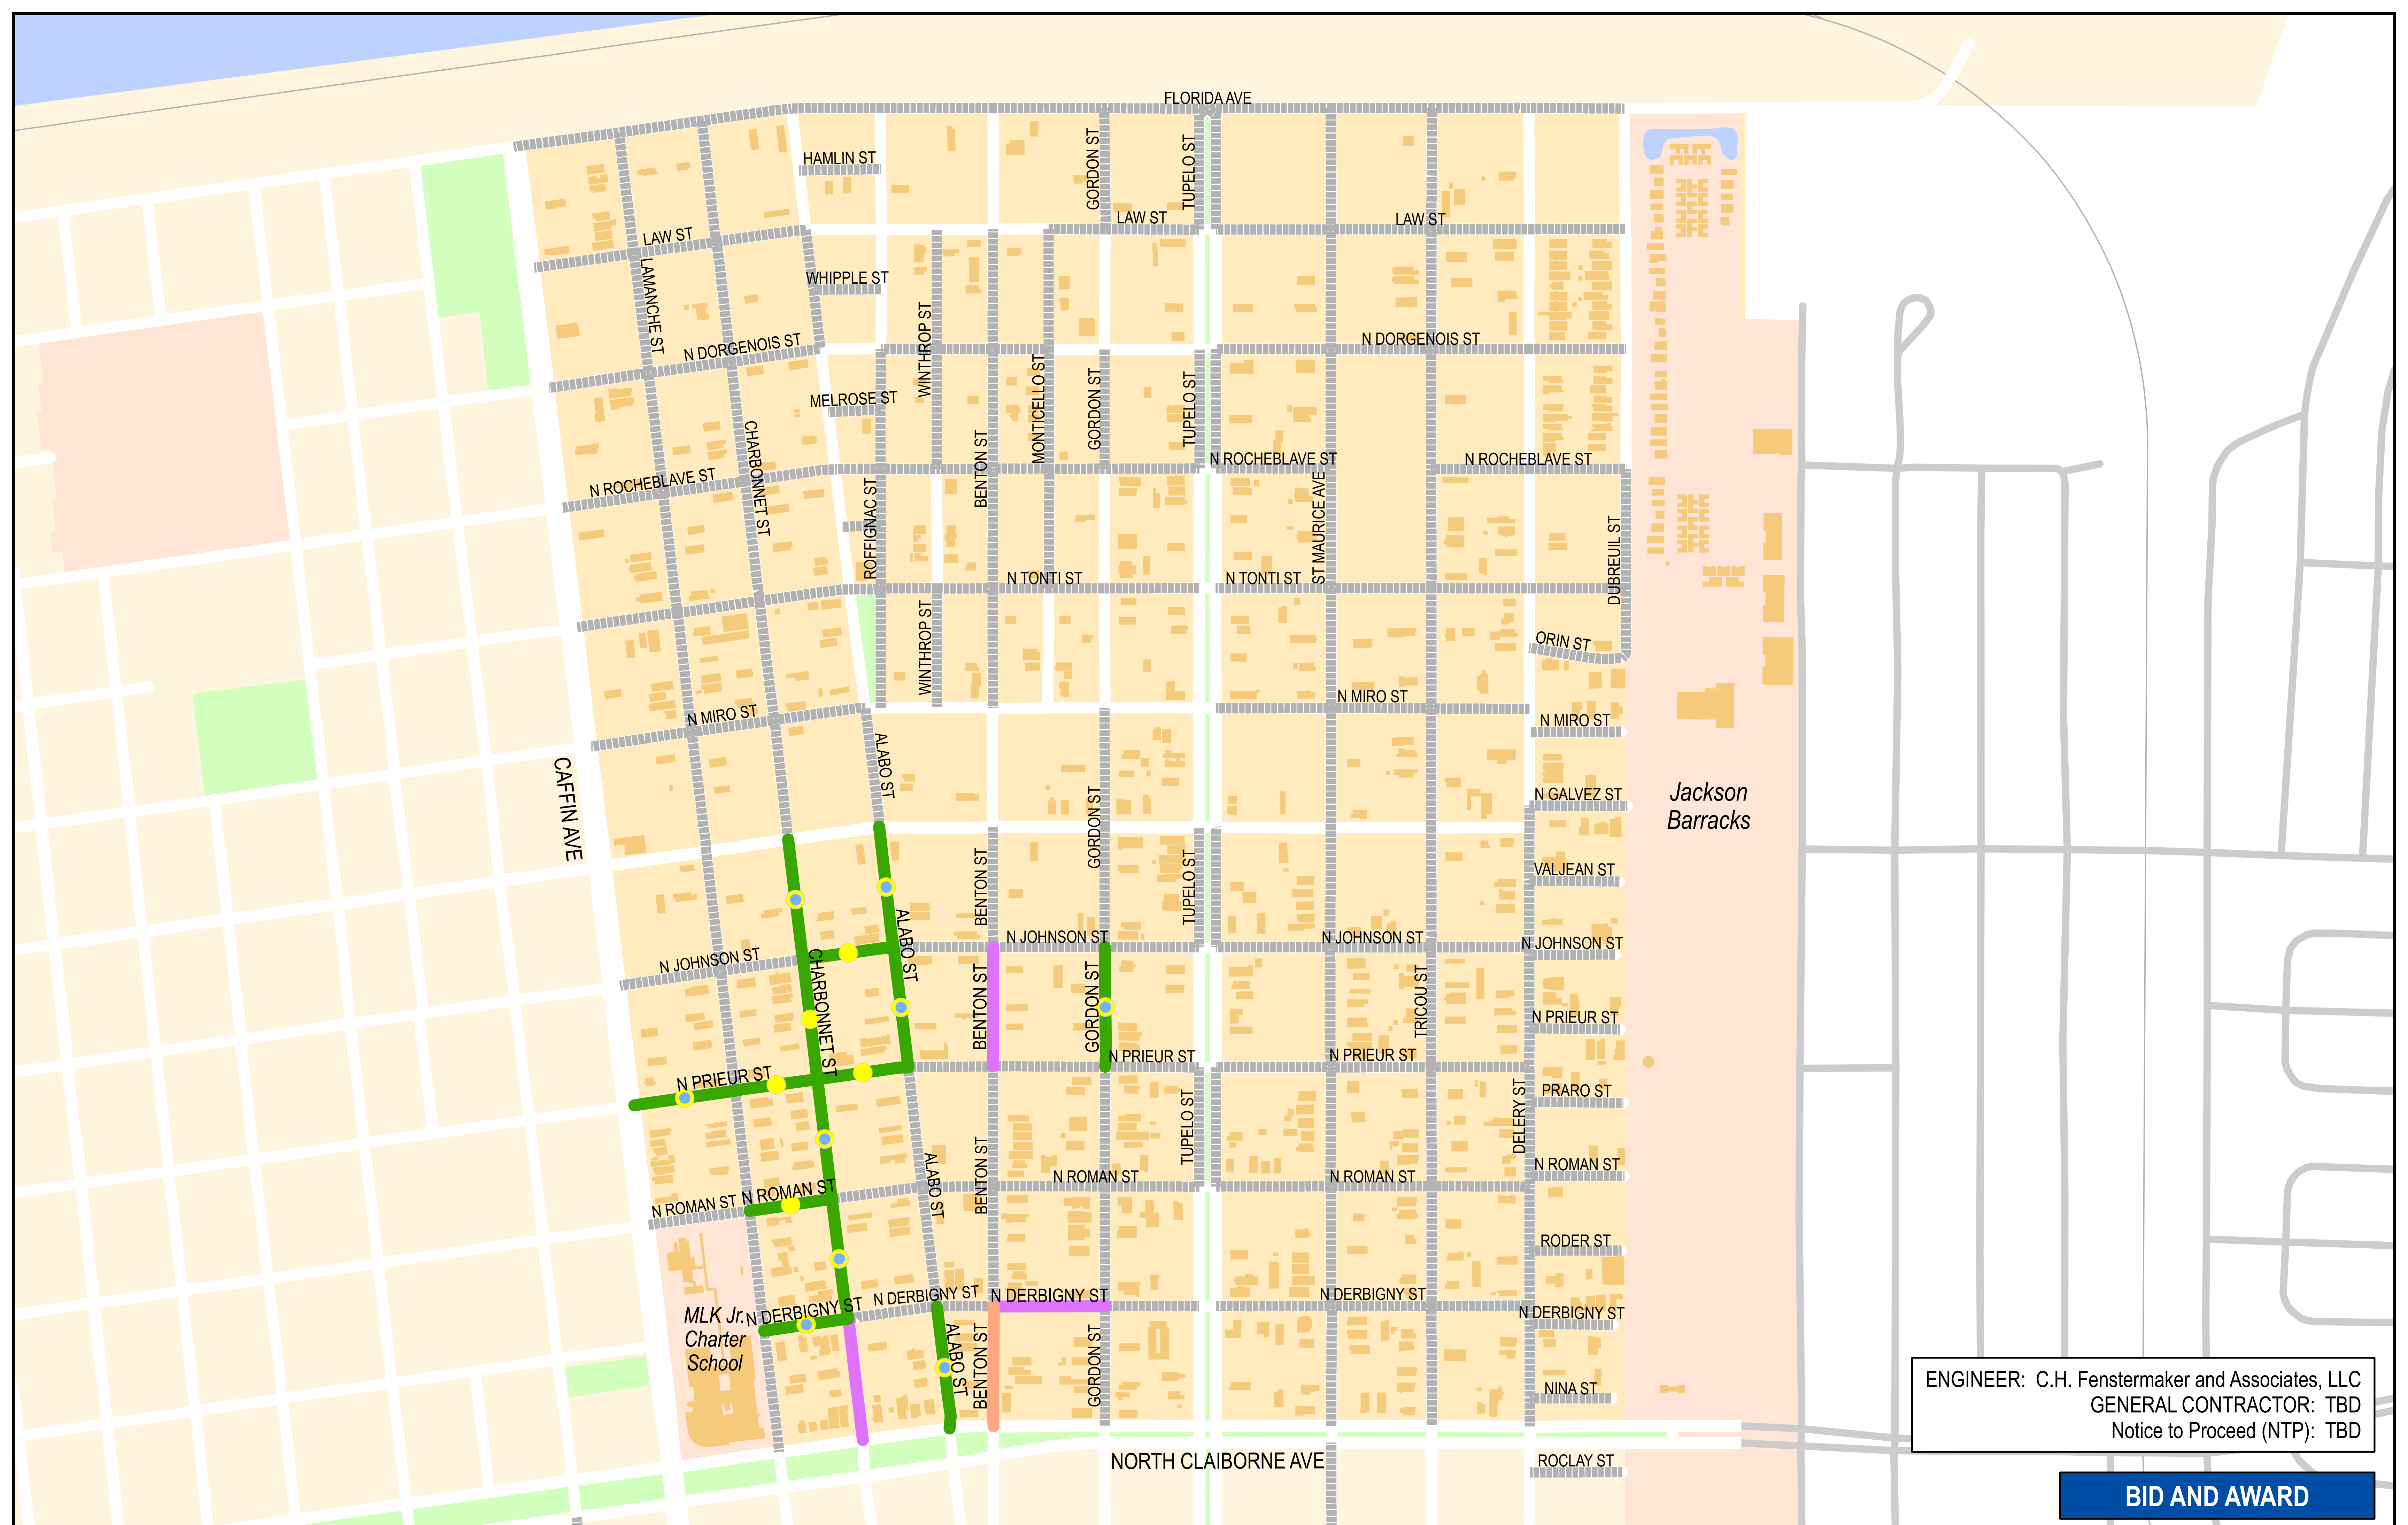 FLORIDA AVE
HAMLIN ST
GORDON ST
TUPELO ST
LAW ST
LAW ST
LAW ST
LAMANCHE ST
WHIPPLE ST
WINTHROP ST
N DORGENOIS ST
N DORGENOIS ST
MONTICELLO ST
GORDON ST
TUPELO ST
MELROSE ST
CHARBONNET ST
BENTON ST
N ROCHEBLAVE ST
N ROCHEBLAVE ST
N ROCHEBLAVE ST
ROFFIGNAC ST
ST MAURICE AVE
DUBREUIL ST
N TONTI ST
N TONTI ST
WINTHROP ST
ORIN ST
N MIRO ST
N MIRO ST
N MIRO ST
CAFFIN AVE
ALABO ST
GORDON ST
N GALVEZ ST
Jackson
Barracks
BENTON ST
TUPELO ST
VALJEAN ST
ALABO ST
N JOHNSON ST
N JOHNSON ST
N JOHNSON ST
N JOHNSON ST
CHARBONNET ST
BENTON ST
GORDON ST
TRICOU ST
N PRIEUR ST
N PRIEUR ST
N PRIEUR ST
N PRIEUR ST
TUPELO ST
DELERY ST
PRARO ST
ALABO ST
BENTON ST
N ROMAN ST
N ROMAN ST
N ROMAN ST
N ROMAN ST
N ROMAN ST
RODER ST
MLK Jr.
Charter
School
N DERBIGNY ST
N DERBIGNY ST
N DERBIGNY ST
N DERBIGNY ST
N DERBIGNY ST
ALABO ST
BENTON ST
GORDON ST
NINA ST
NORTH CLAIBORNE AVE
ROCLAY ST
ENGINEER: C.H. Fenstermaker and Associates, LLC
GENERAL CONTRACTOR: TBD
Notice to Proceed (NTP): TBD
BID AND AWARD